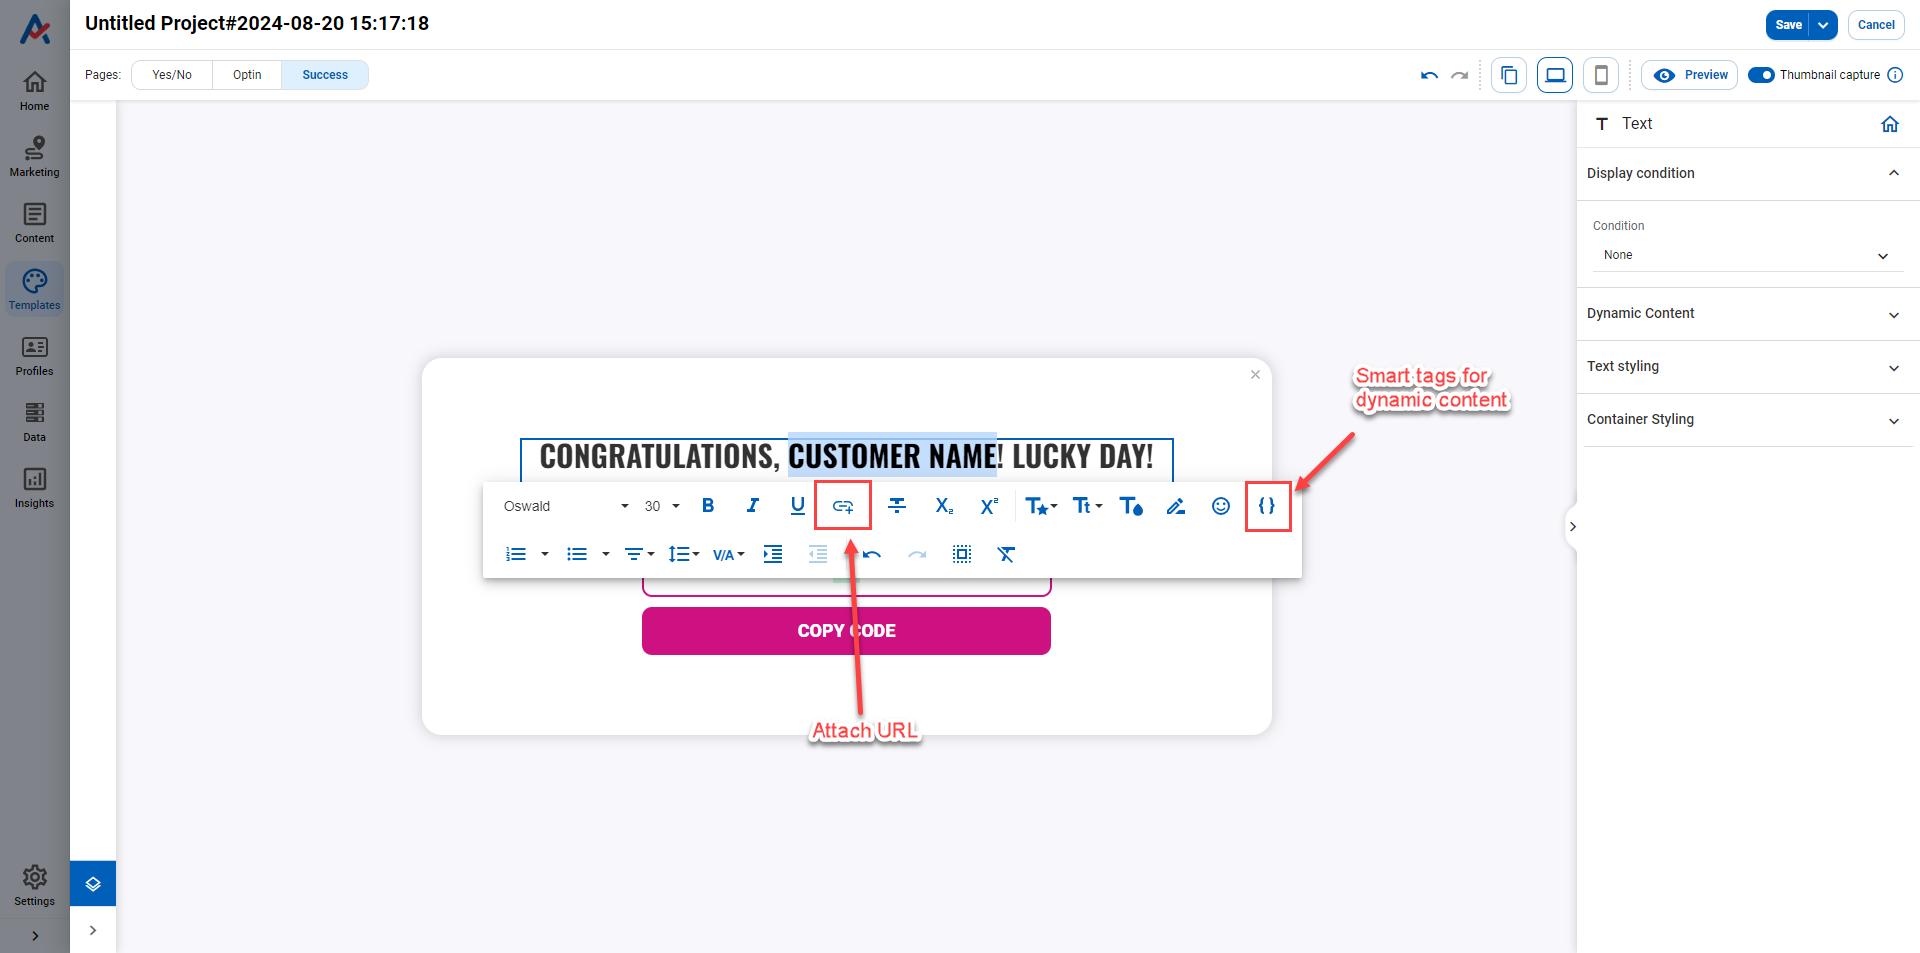 Untitled Project#2024-08-20 15:17:18
Save
Cancel
Pages:
Yes/No
Optin
Success
Preview
Thumbnail capture
Home
Marketing
Content
Templates
Profiles
Data
Insights
Settings
Text
Display condition
Condition
None
Dynamic Content
Text styling
Container Styling
Smart tags for
dynamic content
CONGRATULATIONS, CUSTOMER NAME! LUCKY DAY!
Oswald
30
COPY CODE
Attach URL